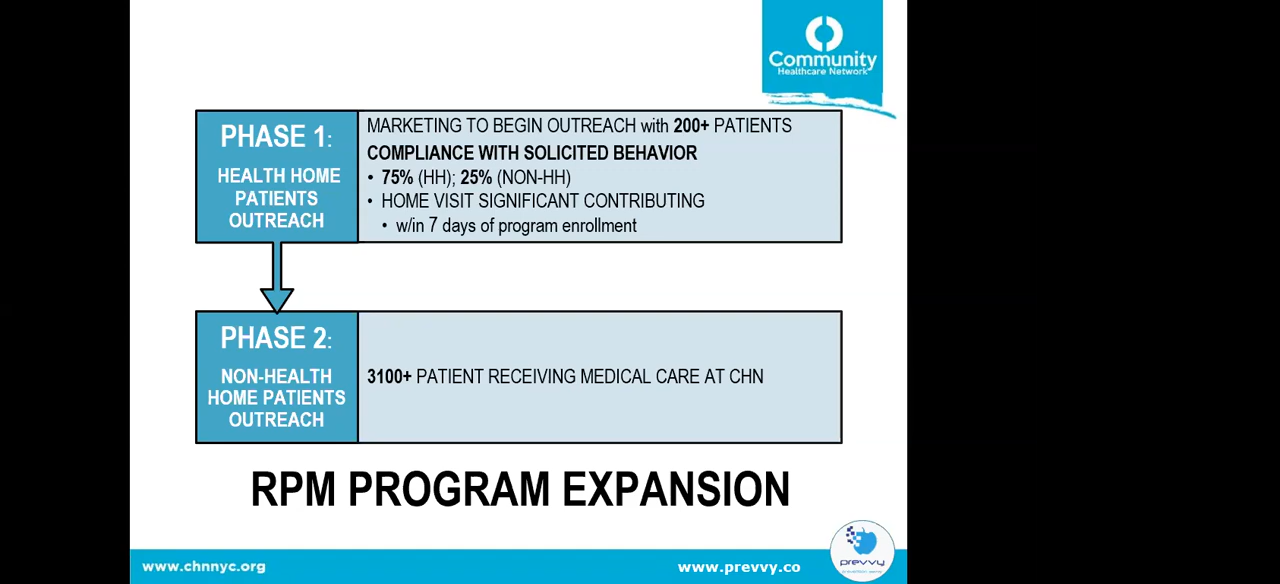 Community
Healthcare Network
PHASE 1:
HEALTH HOME
PATIENTS
OUTREACH
MARKETING TO BEGIN OUTREACH with 200+ PATIENTS
COMPLIANCE WITH SOLICITED BEHAVIOR
• 75% (HH); 25% (NON-HH)
• HOME VISIT SIGNIFICANT CONTRIBUTING
• w/in 7 days of program enrollment
PHASE 2:
NON-HEALTH
HOME PATIENTS
OUTREACH
3100+ PATIENT RECEIVING MEDICAL CARE AT CHN
RPM PROGRAM EXPANSION
www.chnnyc.org
www.prevvy.co
prevvy